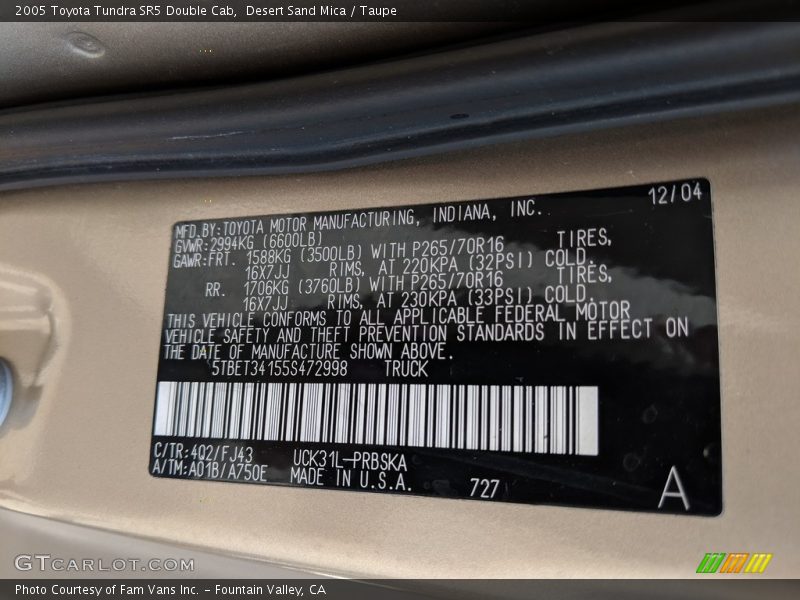 2005 Toyota Tundra SR5 Double Cab, Desert Sand Mica / Taupe
12/04
MFD.BY:TOYOTA MOTOR MANUFACTURING, INDIANA, INC.
GVWR:2994KG (6600LB)
GAWR:FRT. 1588KG (3500LB) WITH P265/70R16 TIRES,
16X7JJ RIMS, AT 220KPA (32PSI) COLD.
RR. 1706KG (3760LB) WITH P265/70R16 TIRES,
16X7JJ RIMS, AT 230KPA (33PSI) COLD.
THIS VEHICLE CONFORMS TO ALL APPLICABLE FEDERAL MOTOR
VEHICLE SAFETY AND THEFT PREVENTION STANDARDS IN EFFECT ON
THE DATE OF MANUFACTURE SHOWN ABOVE.
5TBET34155S472998 TRUCK
C/TR:4Q2/FJ43 UCK31L-PRBSKA
A/TM:A01B/A750E MADE IN U.S.A. 727
A
GTCARLOT.COM
Photo Courtesy of Fam Vans Inc. – Fountain Valley, CA